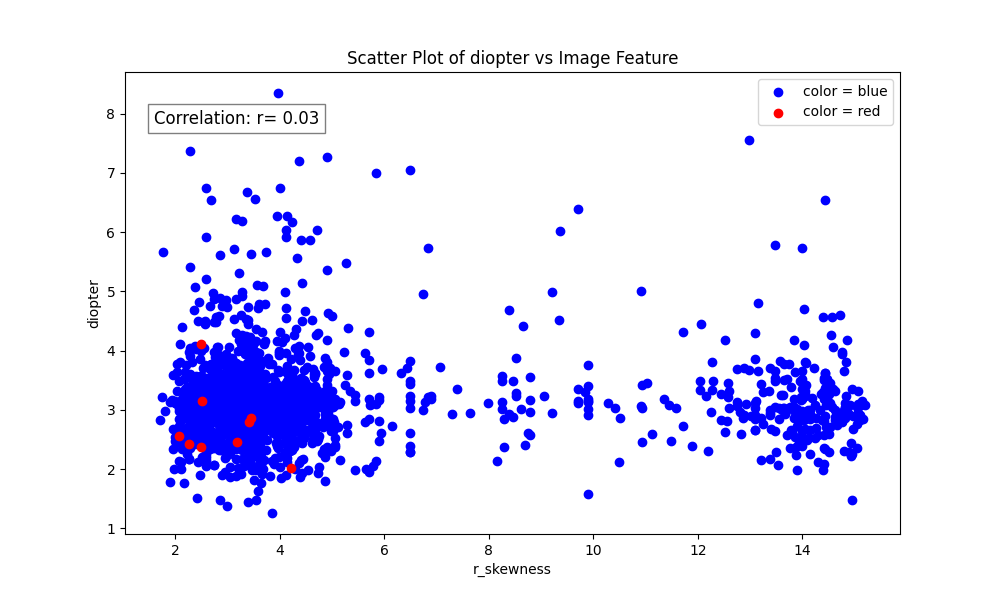 Scatter Plot of diopter vs Image Feature
Correlation: r= 0.03
color = blue
color = red
8
7
6
5
4
3
2
1
diopter
2 4 6 8 10 12 14
r_skewness